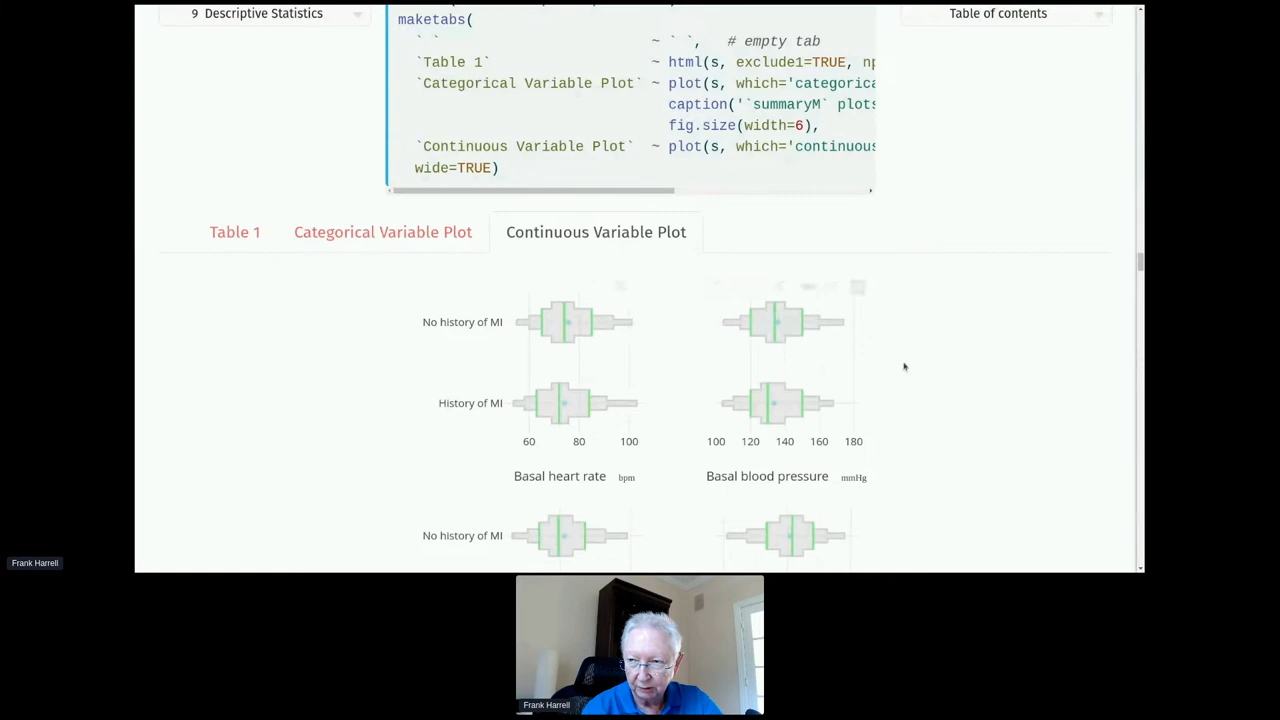 9 Descriptive Statistics
Table of contents
maketabs(
` ` ~ ` `, # empty tab
`Table 1` ~ html(s, exclude1=TRUE, np
`Categorical Variable Plot` ~ plot(s, which='categorica
caption('`summaryM` plots
fig.size(width=6),
`Continuous Variable Plot` ~ plot(s, which='continuous
wide=TRUE)
Table 1 Categorical Variable Plot Continuous Variable Plot
No history of MI
History of MI
60 80 100 100 120 140 160 180
Basal heart rate bpm Basal blood pressure mmHg
No history of MI
Frank Harrell
Frank Harrell